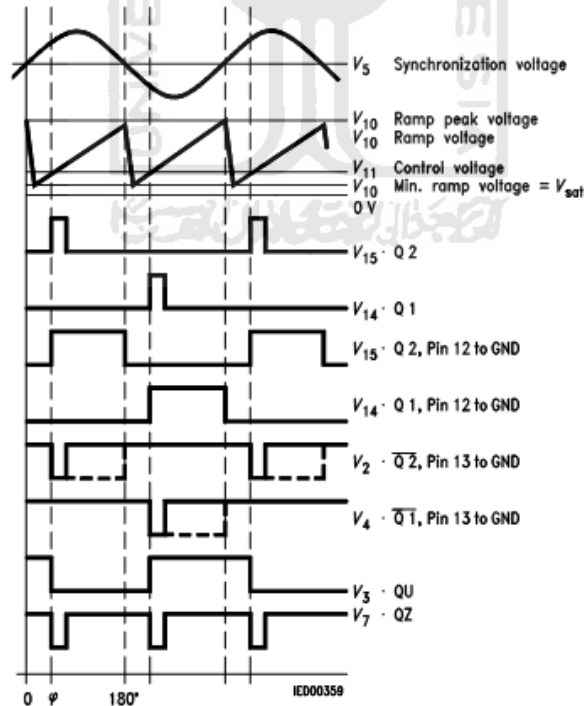 V5 Synchronization voltage
V10 Ramp peak voltage
V10 Ramp voltage
V11 Control voltage
V10 Min. ramp voltage = Vsat
0 V
V15 · Q 2
V14 · Q 1
V15 · Q 2, Pin 12 to GND
V14 · Q 1, Pin 12 to GND
V2 · Q̅ 2̅, Pin 13 to GND
V4 · Q̅ 1̅, Pin 13 to GND
V3 · QU
V7 · QZ
IED00359
0 φ 180°